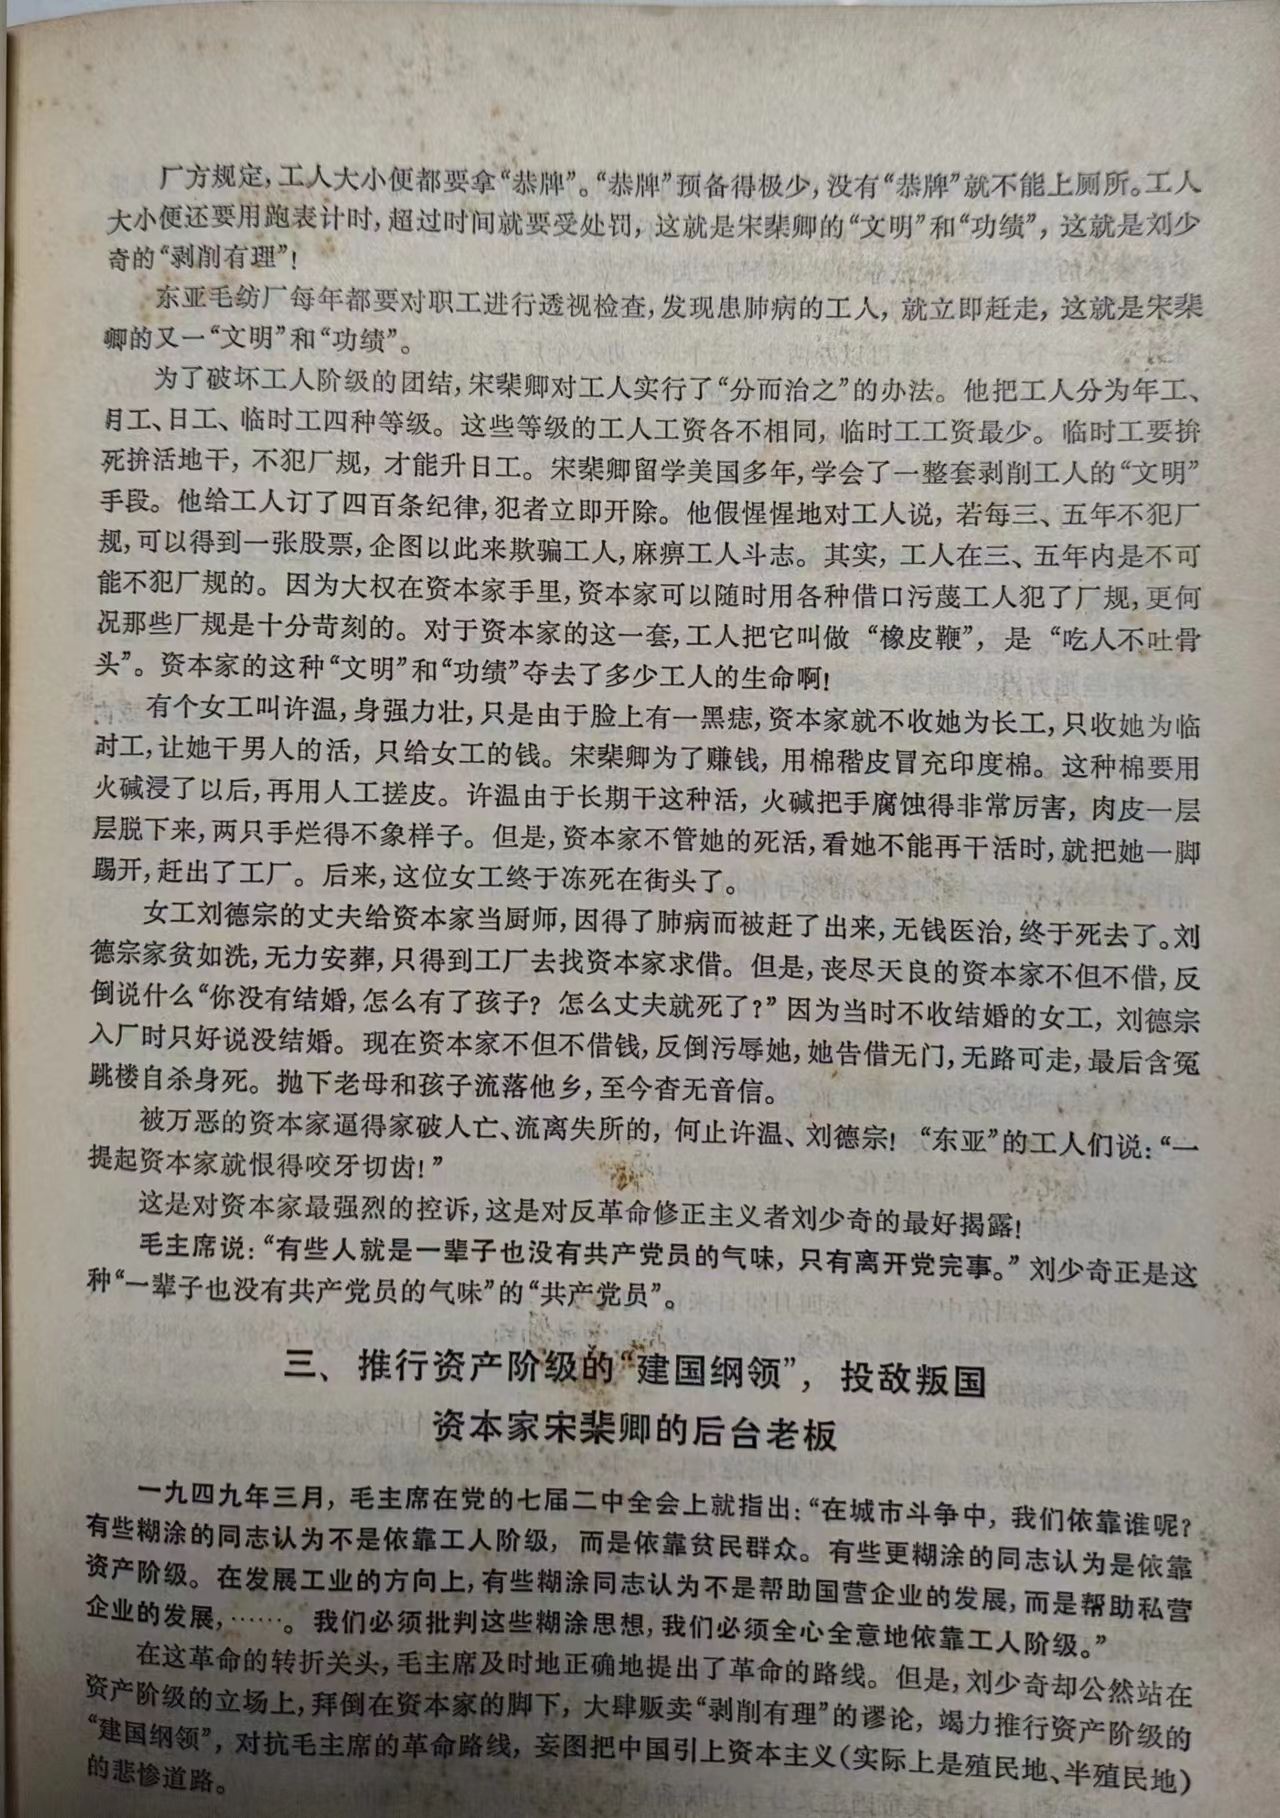 厂方规定，工人大小便都要拿“恭牌”。“恭牌”预备得极少，没有“恭牌”就不能上厕所。工人
大小便还要用跑表计时，超过时间就要受处罚，这就是宋棐卿的“文明”和“功绩”，这就是刘少
奇的“剥削有理”！
东亚毛纺厂每年都要对职工进行透视检查，发现患肺病的工人，就立即赶走，这就是宋棐
卿的又一“文明”和“功绩”。
为了破坏工人阶级的团结，宋棐卿对工人实行了“分而治之”的办法。他把工人分为年工、
月工、日工、临时工四种等级。这些等级的工人工资各不相同，临时工工资最少。临时工要拚
死拚活地干，不犯厂规，才能升日工。宋棐卿留学美国多年，学会了一整套剥削工人的“文明”
手段。他给工人订了四百条纪律，犯者立即开除。他假惺惺地对工人说，若每三、五年不犯厂
规，可以得到一张股票，企图以此来欺骗工人，麻痹工人斗志。其实，工人在三、五年内是不可
能不犯厂规的。因为大权在资本家手里，资本家可以随时用各种借口污蔑工人犯了厂规，更何
况那些厂规是十分苛刻的。对于资本家的这一套，工人把它叫做“橡皮鞭”，是“吃人不吐骨
头”。资本家的这种“文明”和“功绩”夺去了多少工人的生命啊！
有个女工叫许温，身强力壮，只是由于脸上有一黑痣，资本家就不收她为长工，只收她为临
时工，让她干男人的活，只给女工的钱。宋棐卿为了赚钱，用棉稭皮冒充印度棉。这种棉要用
火碱浸了以后，再用人工搓皮。许温由于长期干这种活，火碱把手腐蚀得非常厉害，肉皮一层
层脱下来，两只手烂得不象样子。但是，资本家不管她的死活，看她不能再干活时，就把她一脚
踢开，赶出了工厂。后来，这位女工终于冻死在街头了。
女工刘德宗的丈夫给资本家当厨师，因得了肺病而被赶了出来，无钱医治，终于死去了。刘
德宗家贫如洗，无力安葬，只得到工厂去找资本家求借。但是，丧尽天良的资本家不但不借，反
倒说什么“你没有结婚，怎么有了孩子？怎么丈夫就死了？”因为当时不收结婚的女工，刘德宗
入厂时只好说没结婚。现在资本家不但不借钱，反倒污辱她，她告借无门，无路可走，最后含冤
跳楼自杀身死。抛下老母和孩子流落他乡，至今杳无音信。
被万恶的资本家逼得家破人亡、流离失所的，何止许温、刘德宗！“东亚”的工人们说：“一
提起资本家就恨得咬牙切齿！”
这是对资本家最强烈的控诉，这是对反革命修正主义者刘少奇的最好揭露！
毛主席说：“有些人就是一辈子也没有共产党员的气味，只有离开党完事。”刘少奇正是这
种“一辈子也没有共产党员的气味”的“共产党员”。
三、推行资产阶级的“建国纲领”，投敌叛国
资本家宋棐卿的后台老板
一九四九年三月，毛主席在党的七届二中全会上就指出：“在城市斗争中，我们依靠谁呢？
有些糊涂的同志认为不是依靠工人阶级，而是依靠贫民群众。有些更糊涂的同志认为是依靠
资产阶级。在发展工业的方向上，有些糊涂同志认为不是帮助国营企业的发展，而是帮助私营
企业的发展，……。我们必须批判这些糊涂思想，我们必须全心全意地依靠工人阶级。”
在这革命的转折关头，毛主席及时地正确地提出了革命的路线。但是，刘少奇却公然站在
资产阶级的立场上，拜倒在资本家的脚下，大肆贩卖“剥削有理”的谬论，竭力推行资产阶级的
“建国纲领”，对抗毛主席的革命路线，妄图把中国引上资本主义（实际上是殖民地、半殖民地）
的悲惨道路。